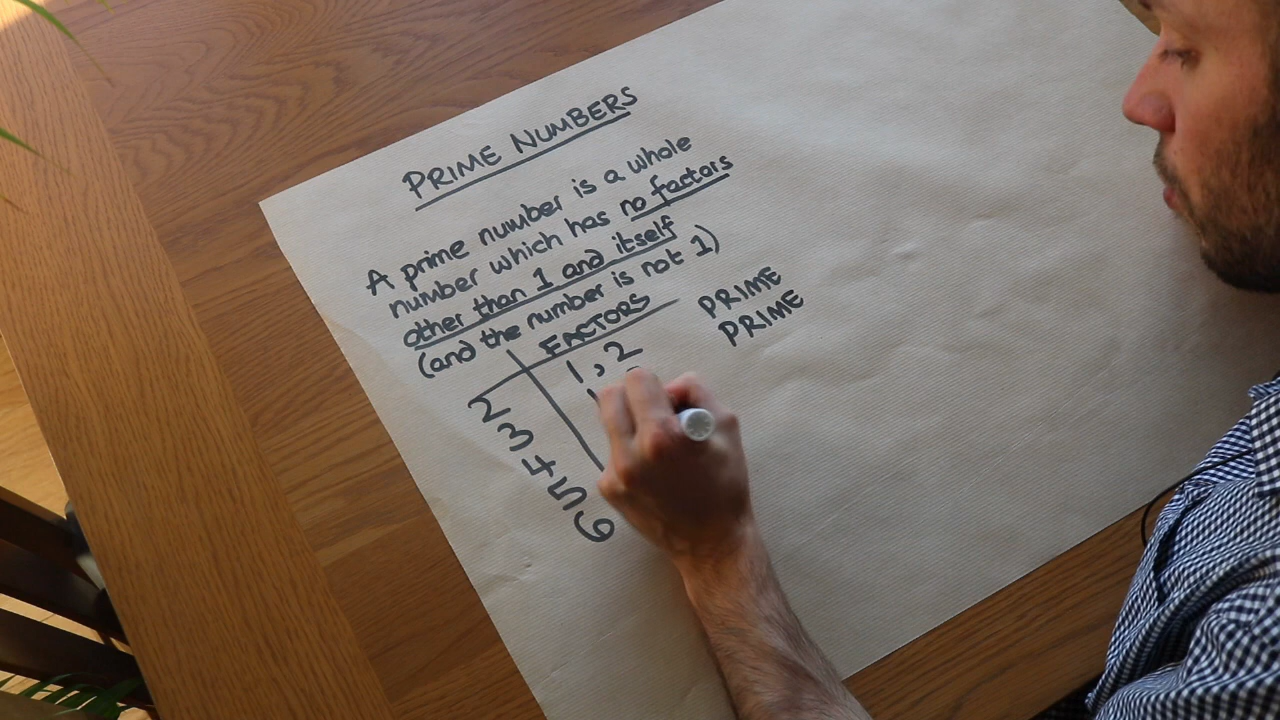 PRIME NUMBERS
A prime number is a whole
number which has no factors
other than 1 and itself
(and the number is not 1)
FACTORS
2 1, 2 PRIME
3 1 PRIME
4
5
6